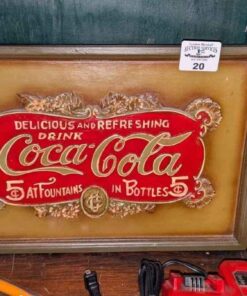 20
DELICIOUS AND REFRESHING
DRINK
Coca-Cola
5¢ AT FOUNTAINS IN BOTTLES 5¢